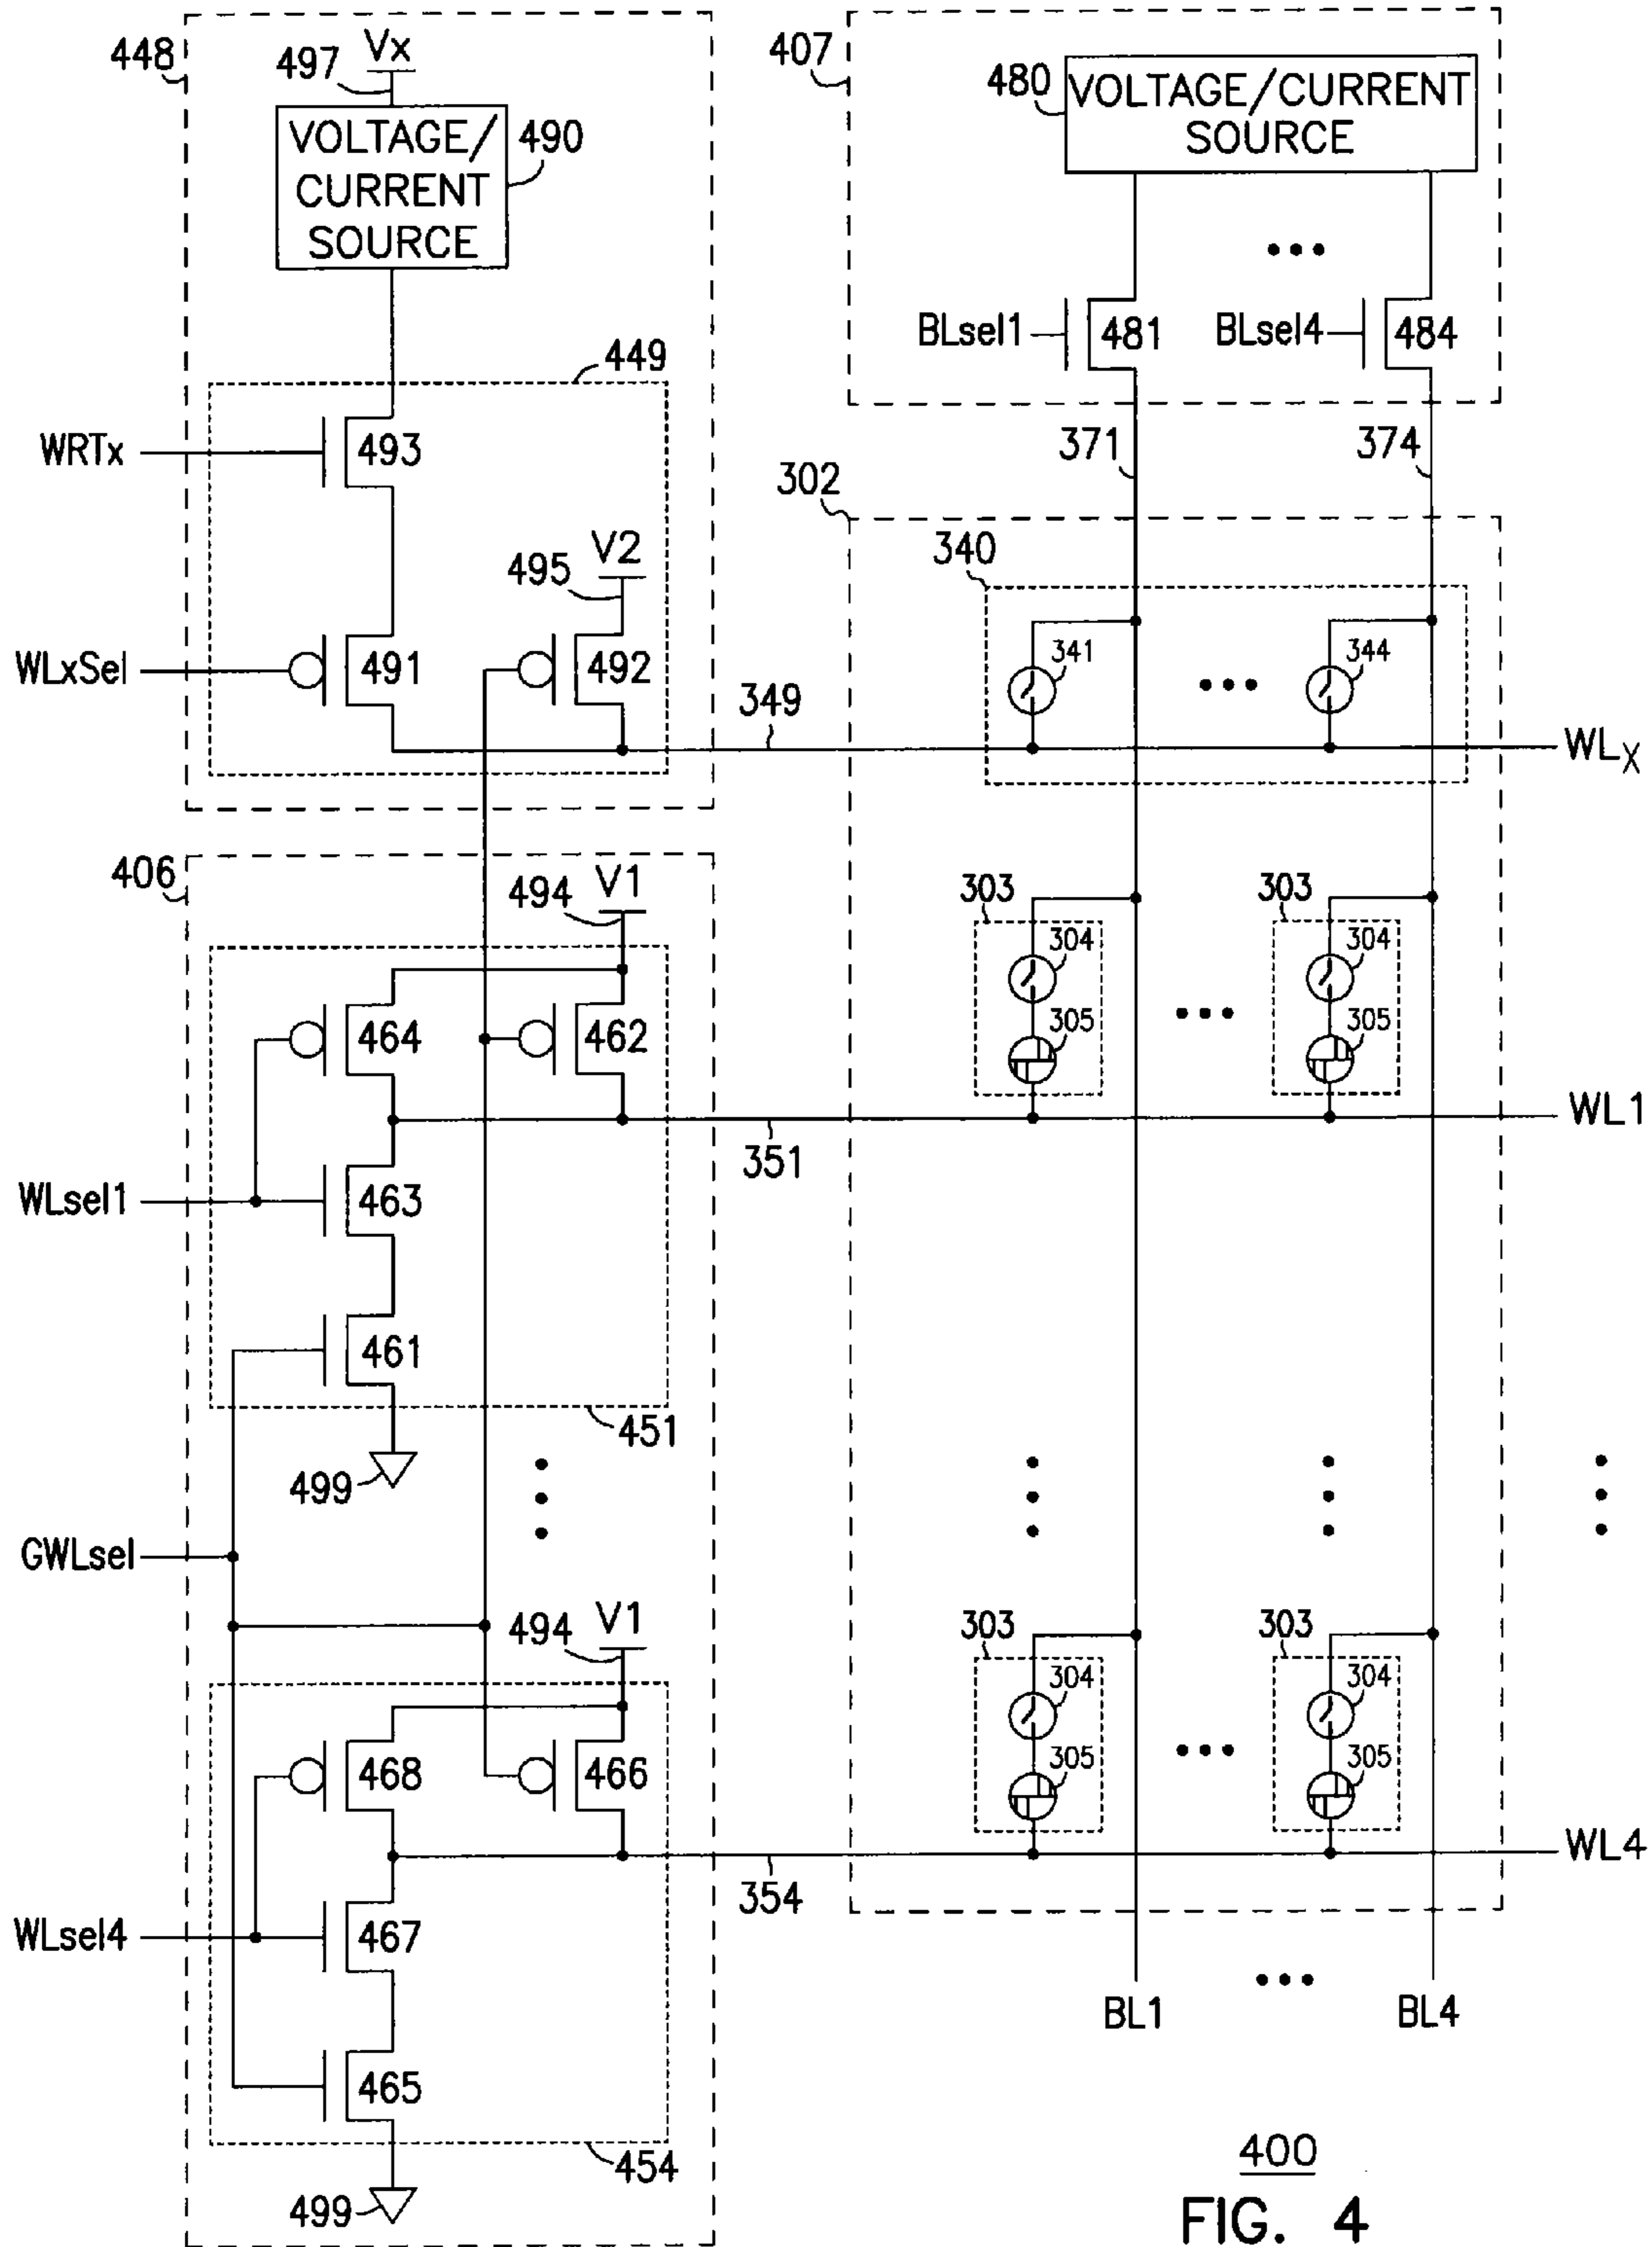 448
Vx
497
VOLTAGE/
CURRENT
SOURCE
490
407
480
VOLTAGE/CURRENT
SOURCE
BLsel1
481
BLsel4
484
449
WRTx
493
371
374
302
340
V2
495
WLxSel
491
492
341
344
349
WLX
406
V1
494
303
303
304
304
464
462
305
305
WL1
351
WLsel1
463
461
451
499
GWLsel
V1
494
303
303
304
304
468
466
305
305
WL4
354
WLsel4
467
BL1
BL4
465
454
499
400
FIG. 4